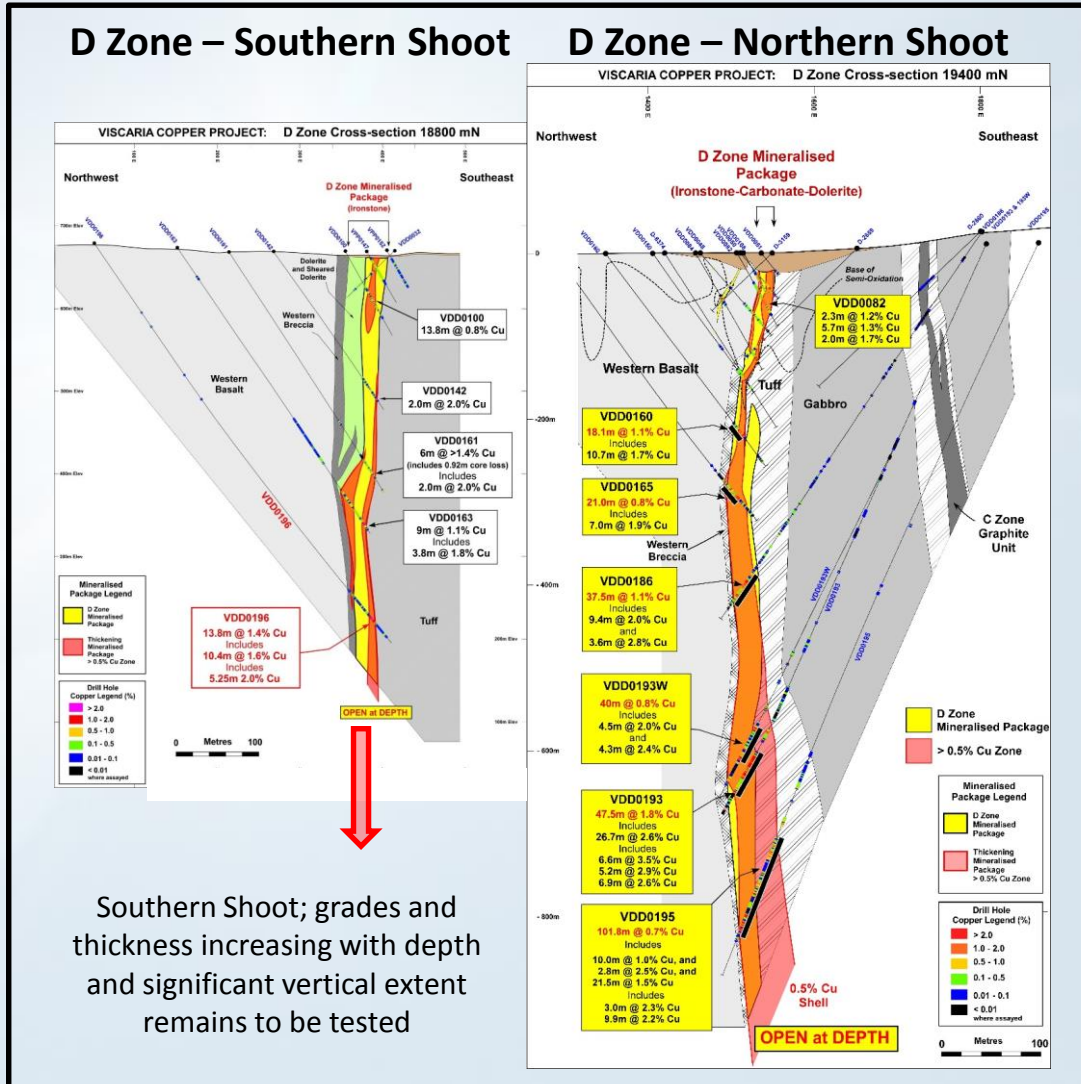 D Zone – Southern Shoot
VISCARIA COPPER PROJECT: D Zone Cross-section 18800 mN
Northwest
Southeast
D Zone Mineralised
Package
(Ironstone)
VDD0196
VDD0163
VDD0161
VDD0142
Dolerite
and Sheared
Dolerite
Western
Breccia
Western
Basalt
Tuff
VDD0196
VDD0100
13.8m @ 0.8% Cu
VDD0142
2.0m @ 2.0% Cu
VDD0161
6m @ >1.4% Cu
(includes 0.92m core loss)
Includes
2.0m @ 2.0% Cu
VDD0163
9m @ 1.1% Cu
Includes
3.8m @ 1.8% Cu
VDD0196
13.8m @ 1.4% Cu
Includes
10.4m @ 1.6% Cu
Includes
5.25m 2.0% Cu
OPEN at DEPTH
Mineralised
Package Legend
D Zone
Mineralised
Package
Thickening
Mineralised
Package
> 0.5% Cu Zone
Drill Hole
Copper Legend (%)
> 2.0
1.0 - 2.0
0.5 - 1.0
0.1 - 0.5
0.01 - 0.1
< 0.01
where assayed
Metres
0 100
Southern Shoot; grades and
thickness increasing with depth
and significant vertical extent
remains to be tested
D Zone – Northern Shoot
VISCARIA COPPER PROJECT: D Zone Cross-section 19400 mN
1400 E
1600 E
1800 E
Northwest
Southeast
D Zone Mineralised
Package
(Ironstone-Carbonate-Dolerite)
D-3159
VDD0186
VDD0193 & 193W
VDD0195
0
-200m
- 400m
- 600m
- 800m
Base of
Semi-Oxidation
Western Basalt
Tuff
Gabbro
Western
Breccia
C Zone
Graphite
Unit
VDD0193W
VDD0193
VDD0195
VDD0082
2.3m @ 1.2% Cu
5.7m @ 1.3% Cu
2.0m @ 1.7% Cu
VDD0160
18.1m @ 1.1% Cu
Includes
10.7m @ 1.7% Cu
VDD0165
21.0m @ 0.8% Cu
Includes
7.0m @ 1.9% Cu
VDD0186
37.5m @ 1.1% Cu
Includes
9.4m @ 2.0% Cu
and
3.6m @ 2.8% Cu
VDD0193W
40m @ 0.8% Cu
Includes
4.5m @ 2.0% Cu
and
4.3m @ 2.4% Cu
VDD0193
47.5m @ 1.8% Cu
Includes
26.7m @ 2.6% Cu
Includes
6.6m @ 3.5% Cu
5.2m @ 2.9% Cu
6.9m @ 2.6% Cu
VDD0195
101.8m @ 0.7% Cu
Includes
10.0m @ 1.0% Cu, and
2.8m @ 2.5% Cu, and
21.5m @ 1.5% Cu
Includes
3.0m @ 2.3% Cu
9.9m @ 2.2% Cu
0.5% Cu
Shell
OPEN at DEPTH
D Zone
Mineralised Package
> 0.5% Cu Zone
Mineralised
Package Legend
D Zone
Mineralised
Package
Thickening
Mineralised
Package
> 0.5% Cu Zone
Drill Hole
Copper Legend (%)
> 2.0
1.0 - 2.0
0.5 - 1.0
0.1 - 0.5
0.01 - 0.1
< 0.01
where assayed
Metres
0 100